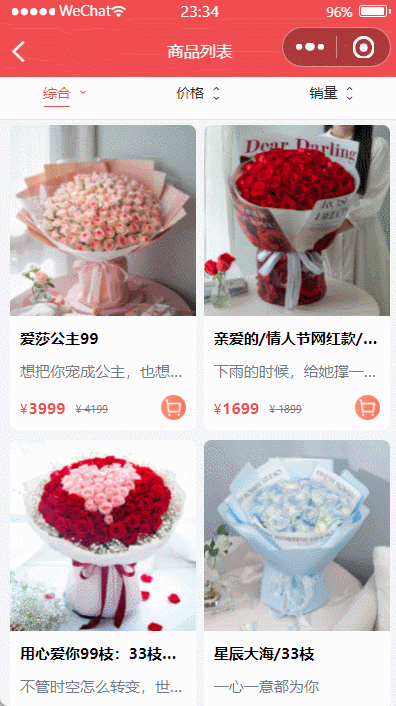 WeChat
23:34
96%
商品列表
综合
价格
销量
Dear Darling
爱莎公主99
亲爱的/情人节网红款/...
想把你宠成公主，也想...
下雨的时候，给她撑一...
¥3999 ¥ 4199
¥1699 ¥ 1899
用心爱你99枝：33枝...
星辰大海/33枝
不管时空怎么转变，世...
一心一意都为你